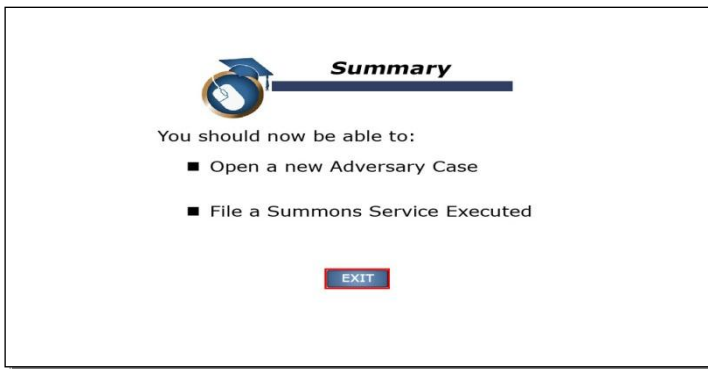 Summary
You should now be able to:
■ Open a new Adversary Case
■ File a Summons Service Executed
EXIT